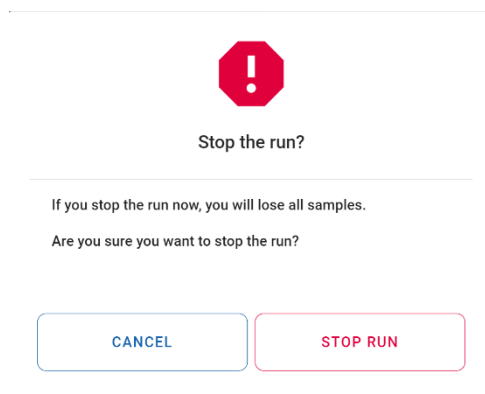 Stop the run?
If you stop the run now, you will lose all samples.
Are you sure you want to stop the run?
CANCEL
STOP RUN